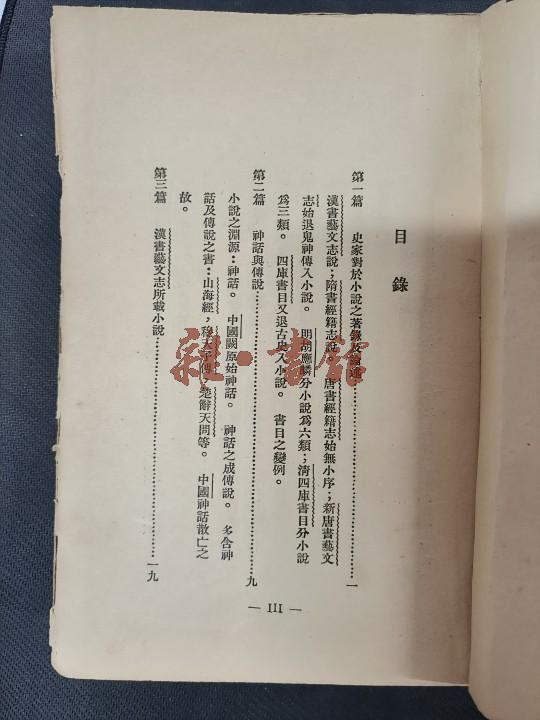 目錄
第一篇 史家對於小說之著錄及論述……一
漢書藝文志說；隋書經籍志說。 唐書經籍志始無小序；新唐書藝文
志始退鬼神傳入小說。 明胡應麟分小說爲六類；清四庫書目分小說
爲三類。 四庫書目又退古史入小說。 書目之變例。
第二篇 神話與傳說……九
小說之淵源：神話。 中國闕原始神話。 神話之成傳說。 多含神
話及傳說之書：山海經，穆天子傳，楚辭天問等。 中國神話散亡之
故。
第三篇 漢書藝文志所載小說……一九
— III —
書館